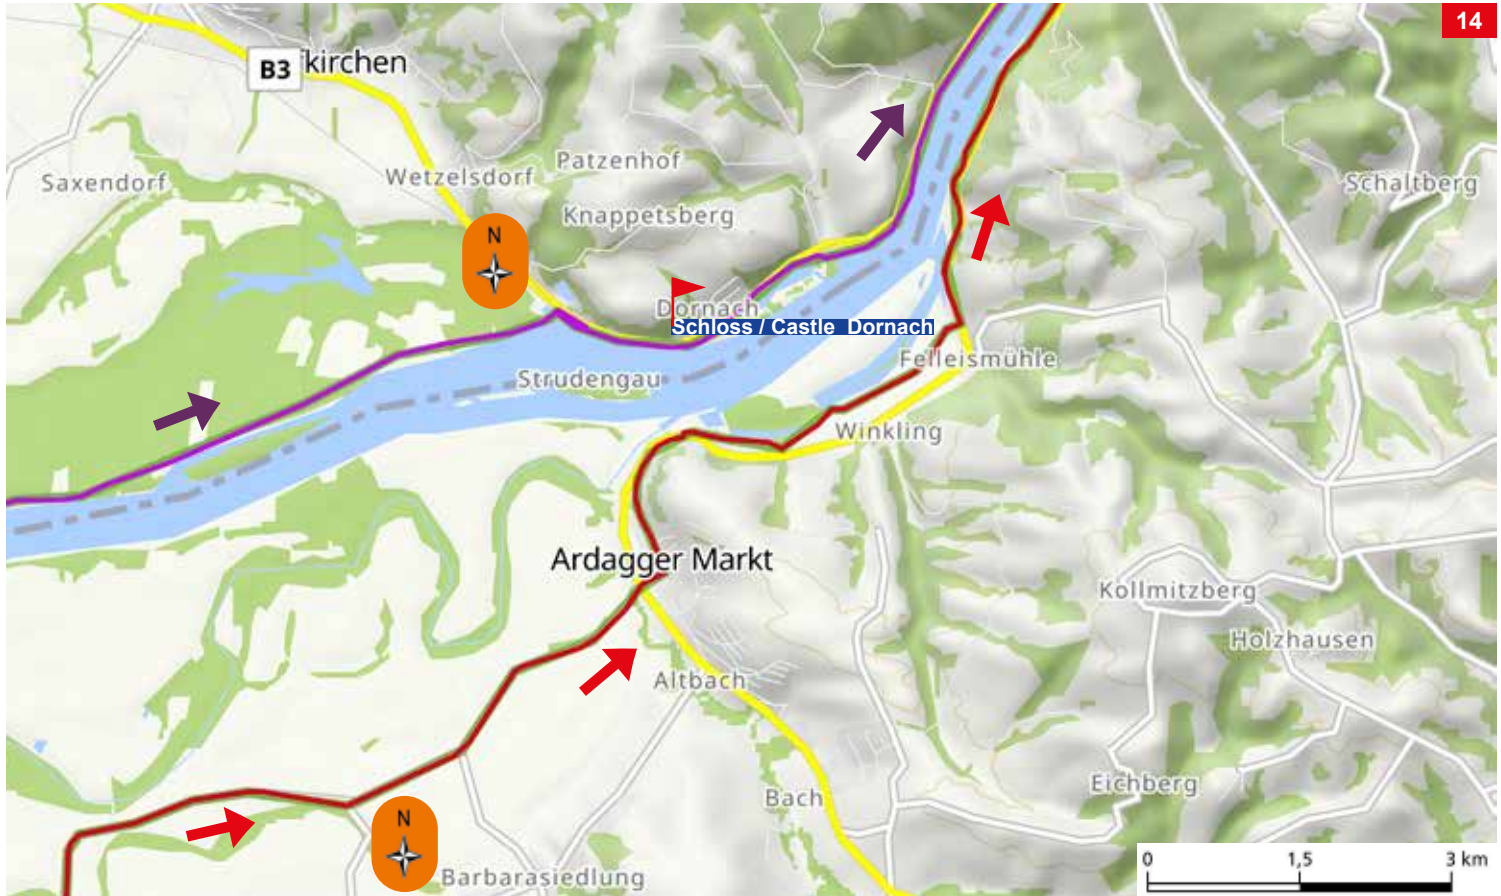 14
B3
kirchen
Patzenhof
Saxendorf
Wetzelsdorf
Schaltberg
Knappetsberg
N
Dornach
Schloss / Castle Dornach
Felleismühle
Strudengau
Winkling
Ardagger Markt
Kollmitzberg
Holzhausen
Altbach
Eichberg
Bach
N
Barbarasiedlung
0 1,5 3 km